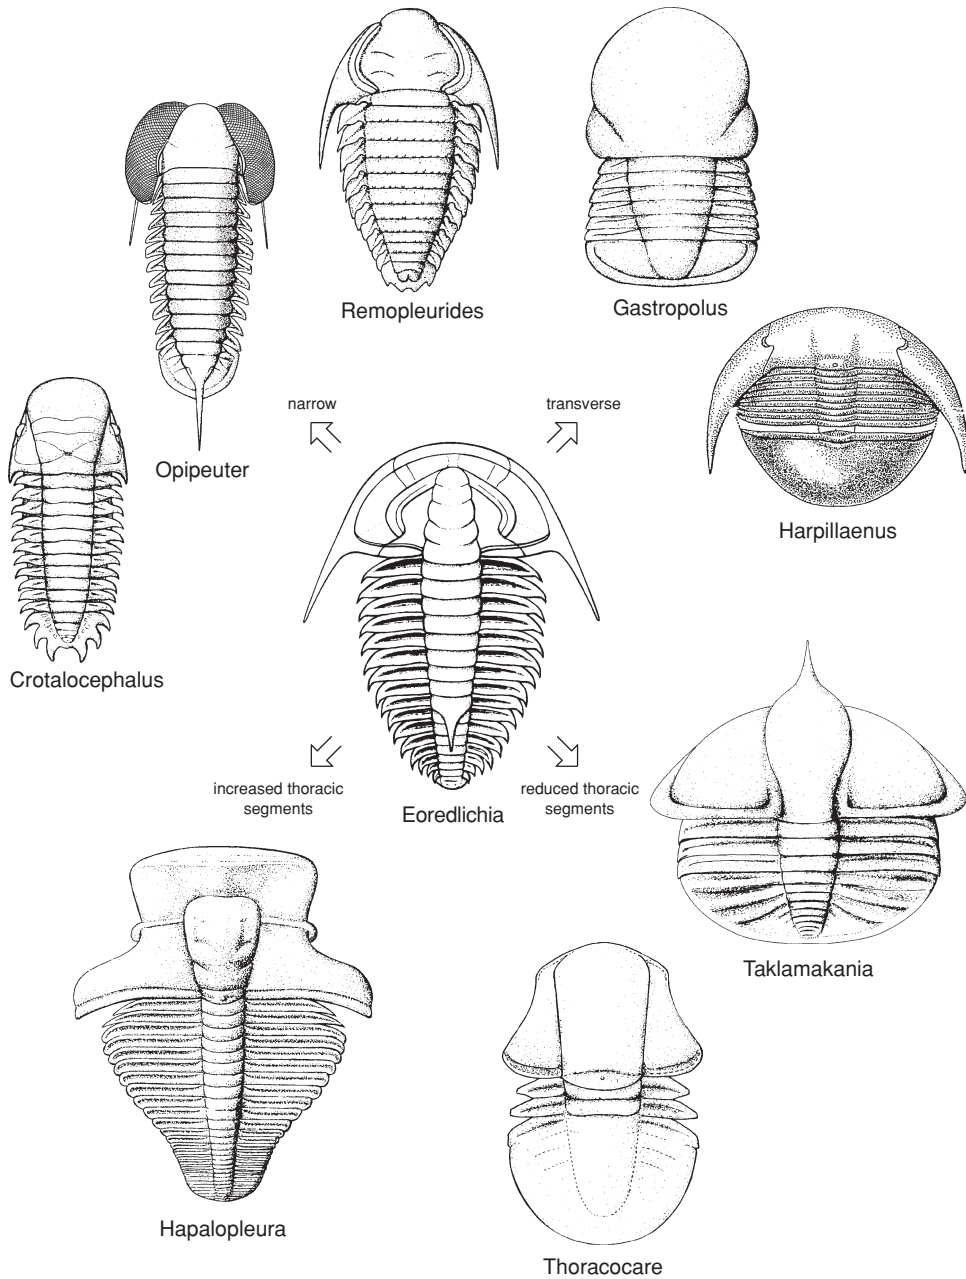 Remopleurides
Gastropolus
narrow
transverse
Opipeuter
Harpillaenus
Crotalocephalus
increased thoracic
segments
reduced thoracic
segments
Eoredlichia
Taklamakania
Hapalopleura
Thoracocare